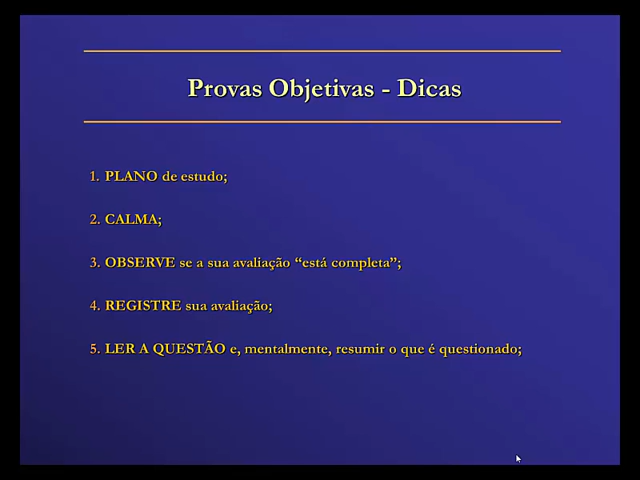 Provas Objetivas - Dicas
1. PLANO de estudo;
2. CALMA;
3. OBSERVE se a sua avaliação “está completa”;
4. REGISTRE sua avaliação;
5. LER A QUESTÃO e, mentalmente, resumir o que é questionado;